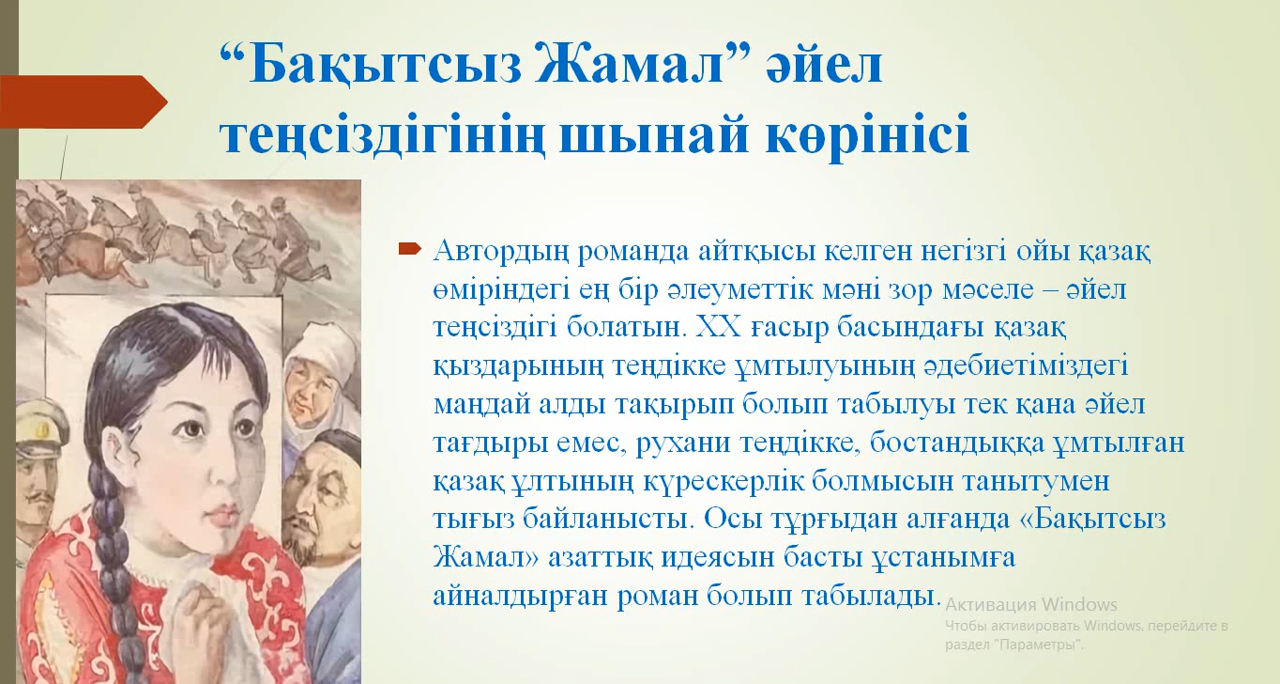 “Бақытсыз Жамал” әйел
теңсіздігінің шынай көрінісі
Автордың романда айтқысы келген негізгі ойы қазақ
өміріндегі ең бір әлеуметтік мәні зор мәселе – әйел
теңсіздігі болатын. ХХ ғасыр басындағы қазақ
қыздарының теңдікке ұмтылуының әдебиетіміздегі
маңдай алды тақырып болып табылуы тек қана әйел
тағдыры емес, рухани теңдікке, бостандыққа ұмтылған
қазақ ұлтының күрескерлік болмысын танытумен
тығыз байланысты. Осы тұрғыдан алғанда «Бақытсыз
Жамал» азаттық идеясын басты ұстанымға
айналдырған роман болып табылады.
Активация Windows
Чтобы активировать Windows, перейдите в
раздел "Параметры".